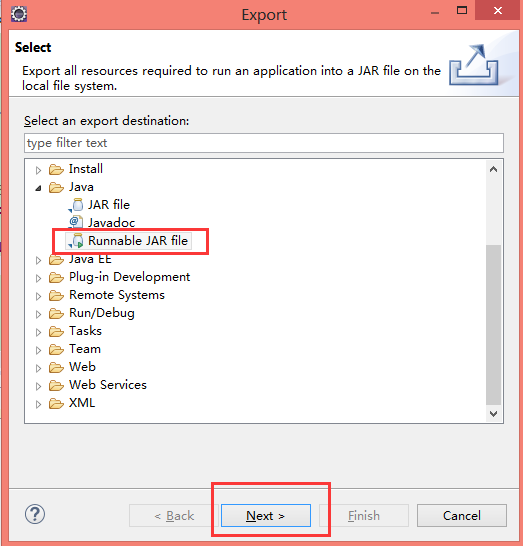 Export
Select
Export all resources required to run an application into a JAR file on the
local file system.
Select an export destination:
type filter text
Install
Java
JAR file
Javadoc
Runnable JAR file
Java EE
Plug-in Development
Remote Systems
Run/Debug
Tasks
Team
Web
Web Services
XML
< Back
Next >
Finish
Cancel